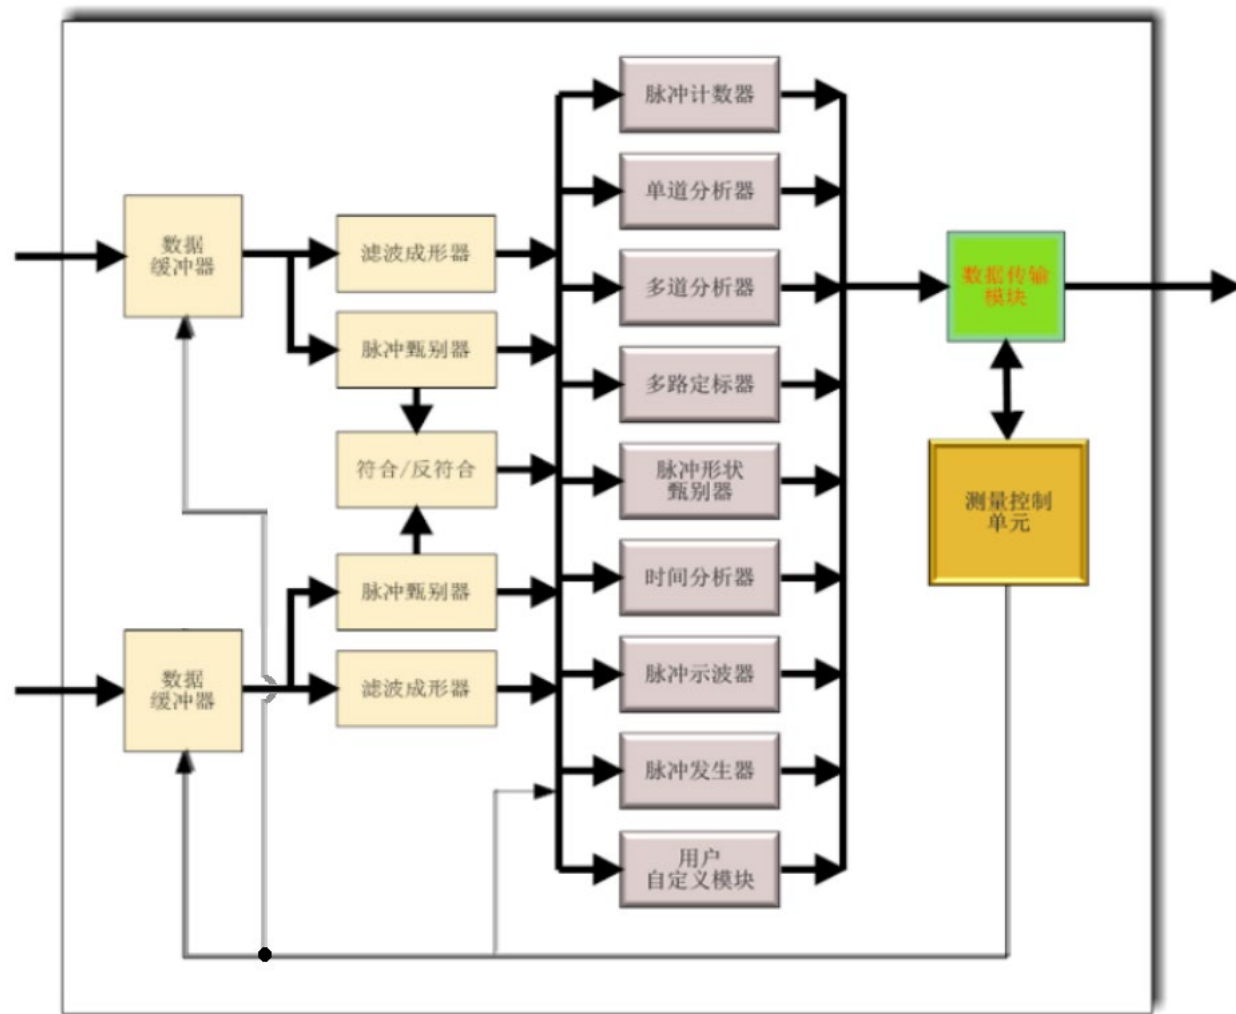 数据
缓冲器
滤波成形器
脉冲甄别器
符合/反符合
脉冲甄别器
数据
缓冲器
滤波成形器
脉冲计数器
单道分析器
多道分析器
多路定标器
脉冲形状
甄别器
时间分析器
脉冲示波器
脉冲发生器
用户
自定义模块
数据传输
模块
测量控制
单元